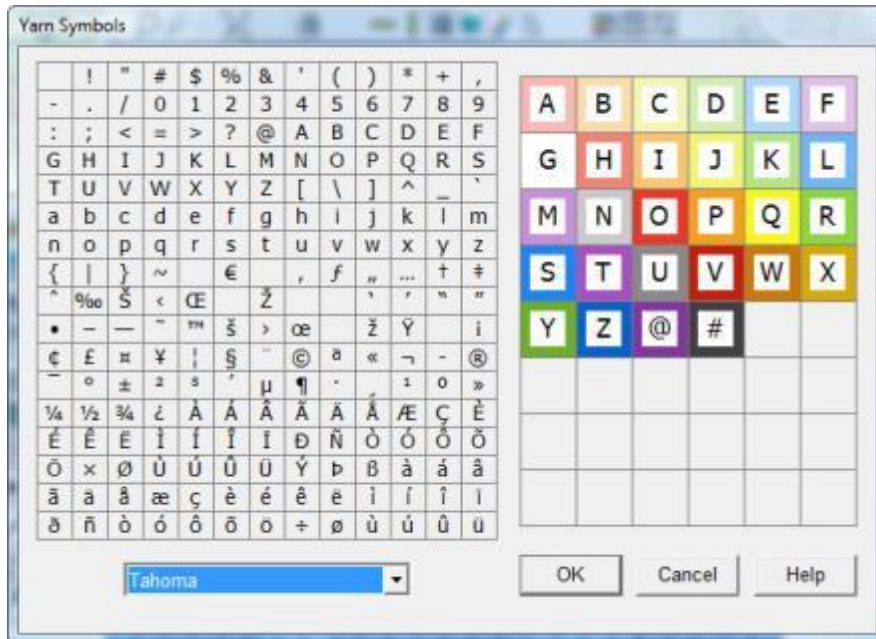 Yarn Symbols
! " # $ % & ' ( ) * + ,
- . / 0 1 2 3 4 5 6 7 8 9
: ; < = > ? @ A B C D E F
G H I J K L M N O P Q R S
T U V W X Y Z [ \ ] ^ _ `
a b c d e f g h i j k l m
n o p q r s t u v w x y z
{ | } ~ € ‚ ƒ „ … † ‡
ˆ ‰ Š ‹ Œ Ž ‘ ’ “ ”
• – — ˜ ™ š › œ ž Ÿ ¡
¢ £ ¤ ¥ ¦ § ¨ © ª « ¬ - ®
¯ ° ± ² ³ ´ µ ¶ · ¸ ¹ º »
¼ ½ ¾ ¿ À Á Â Ã Ä Å Æ Ç È
É Ê Ë Ì Í Î Ï Ð Ñ Ò Ó Ô Õ
Ö × Ø Ù Ú Û Ü Ý Þ ß à á â
ã ä å æ ç è é ê ë ì í î ï
ð ñ ò ó ô õ ö ÷ ø ù ú û ü
Tahoma
A B C D E F
G H I J K L
M N O P Q R
S T U V W X
Y Z @ #
OK Cancel Help